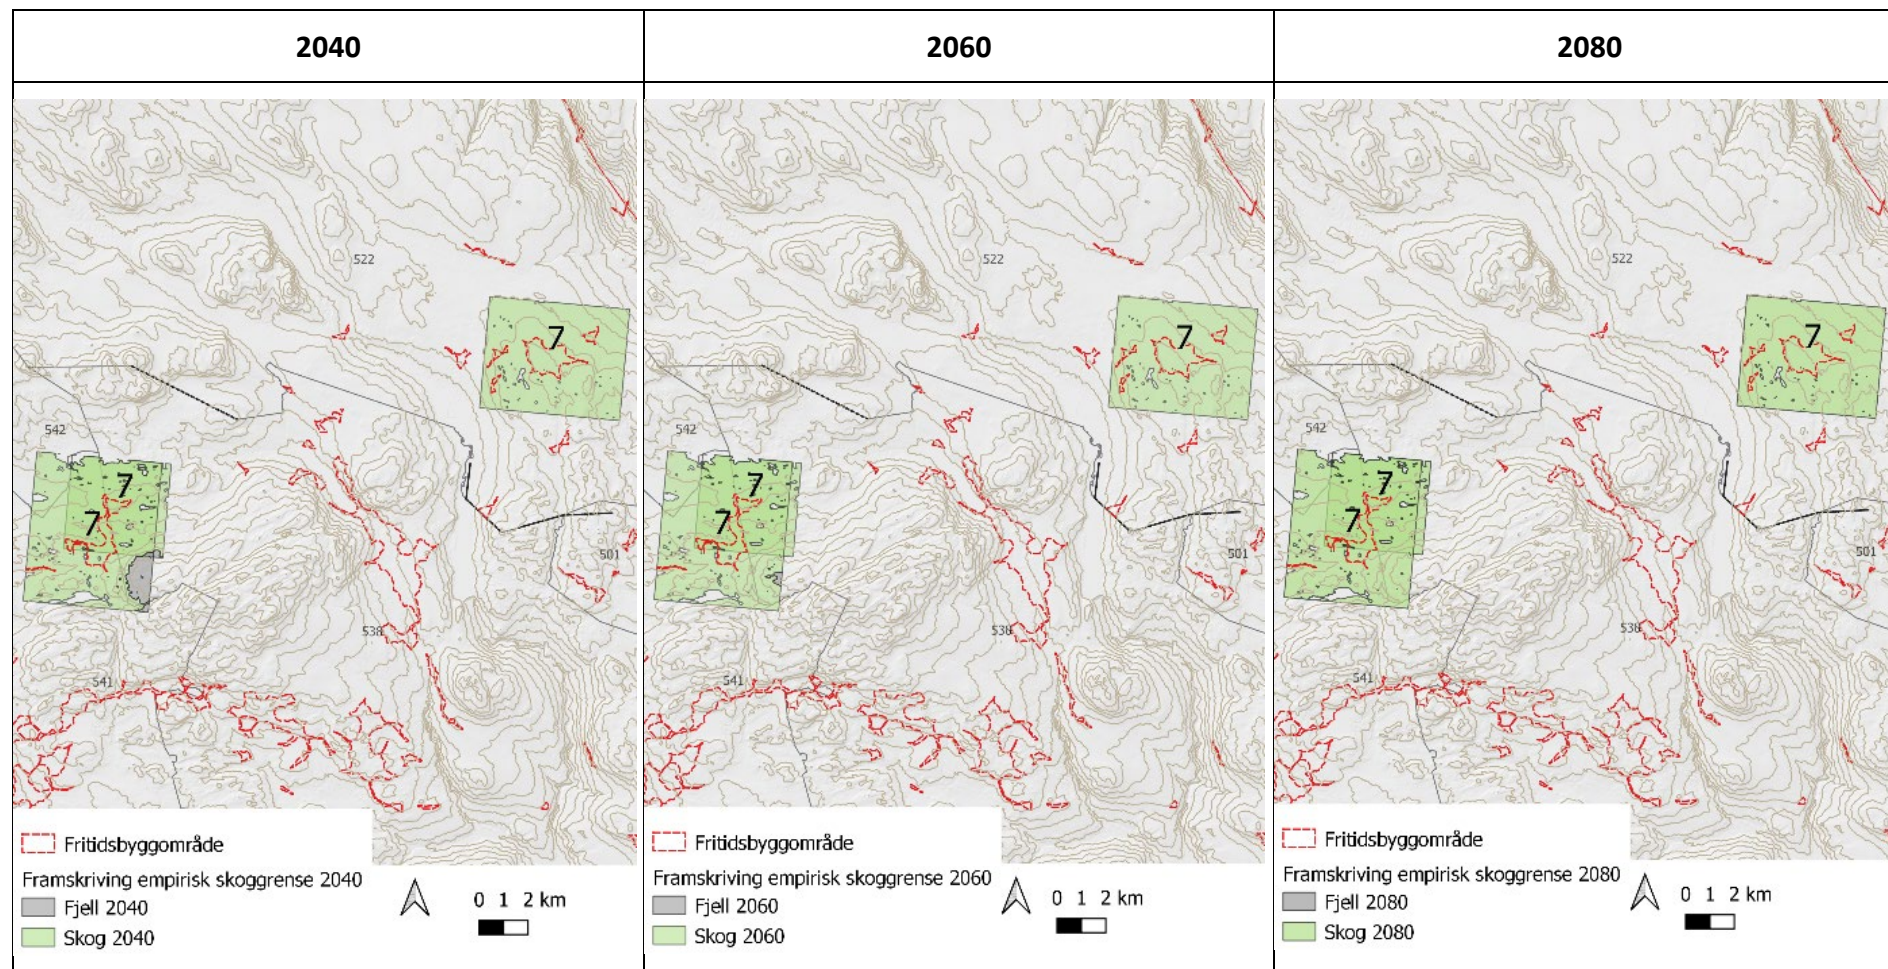 2040
2060
2080
522
7
542
7
7
501
538
541
Fritidsbyggområde
Framskriving empirisk skoggrense 2040
Fjell 2040
Skog 2040
0 1 2 km
522
7
542
7
7
501
538
541
Fritidsbyggområde
Framskriving empirisk skoggrense 2060
Fjell 2060
Skog 2060
0 1 2 km
522
7
542
7
7
501
538
541
Fritidsbyggområde
Framskriving empirisk skoggrense 2080
Fjell 2080
Skog 2080
0 1 2 km